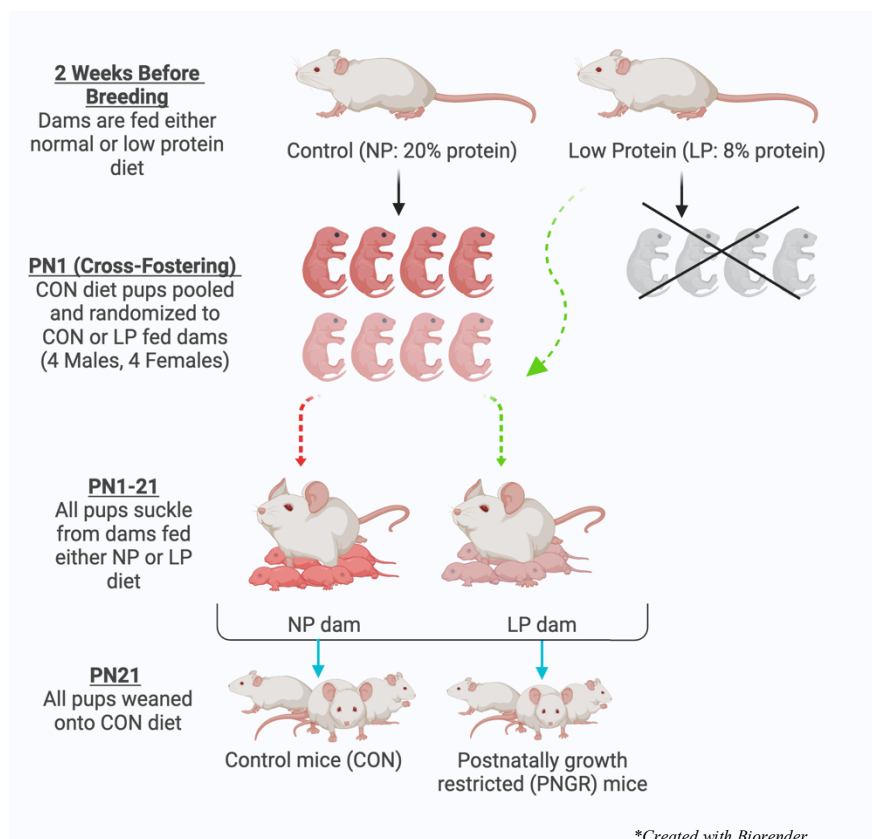 2 Weeks Before
Breeding
Dams are fed either
normal or low protein
diet
Control (NP: 20% protein)
Low Protein (LP: 8% protein)
PN1 (Cross-Fostering)
CON diet pups pooled
and randomized to
CON or LP fed dams
(4 Males, 4 Females)
PN1-21
All pups suckle
from dams fed
either NP or LP
diet
NP dam
LP dam
PN21
All pups weaned
onto CON diet
Control mice (CON)
Postnatally growth
restricted (PNGR) mice
*Created with Biorender